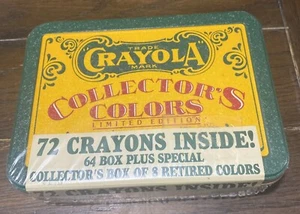 TRADE
"CRAYOLA"
MARK
COLLECTOR'S
COLORS
LIMITED EDITION
72 CRAYONS INSIDE!
64 BOX PLUS SPECIAL
COLLECTOR'S BOX OF 8 RETIRED COLORS